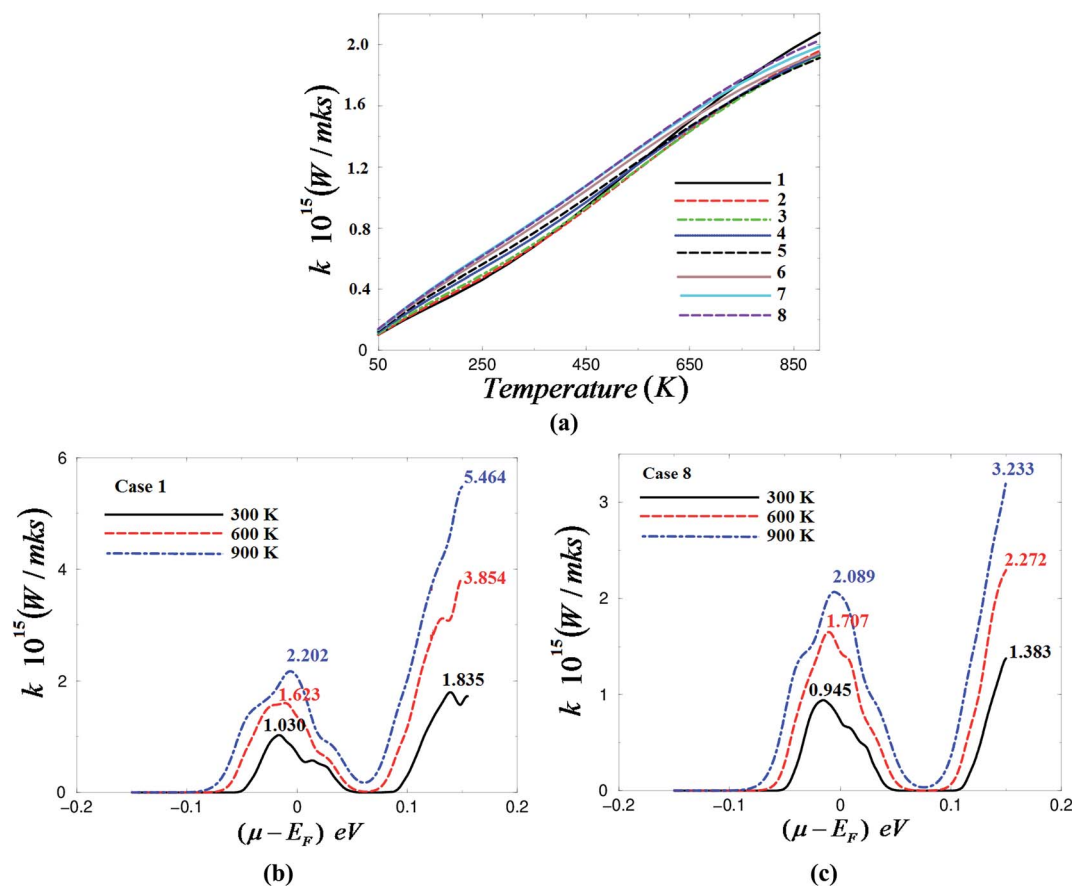 2.0
1.6
1.2
0.8
0.4
0
k 10^15 (W / mks)
1
2
3
4
5
6
7
8
50 250 450 650 850
Temperature (K)
(a)
6
4
2
0
k 10^15 (W / mks)
Case 1
300 K
600 K
900 K
5.464
3.854
2.202
1.623
1.030
1.835
−0.2 −0.1 0 0.1 0.2
(μ − E_F) eV
(b)
3
2
1
0
k 10^15 (W / mks)
Case 8
300 K
600 K
900 K
3.233
2.272
2.089
1.707
0.945
1.383
−0.2 −0.1 0 0.1 0.2
(μ − E_F) eV
(c)